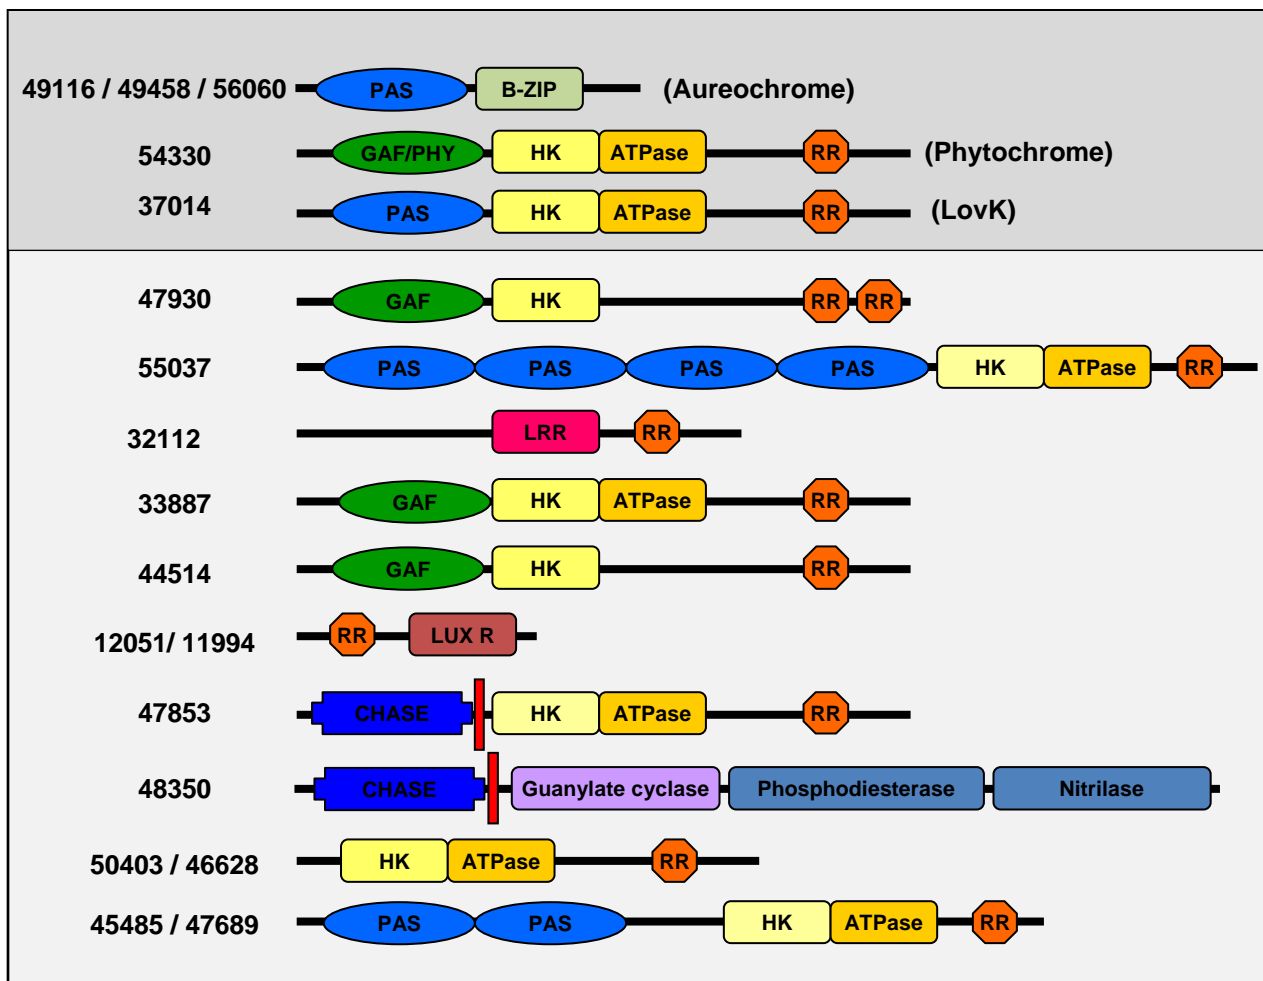 49116 / 49458 / 56060 PAS B-ZIP (Aureochrome)
54330 GAF/PHY HK ATPase RR (Phytochrome)
37014 PAS HK ATPase RR (LovK)
47930 GAF HK RR RR
55037 PAS PAS PAS PAS HK ATPase RR
32112 LRR RR
33887 GAF HK ATPase RR
44514 GAF HK RR
12051/ 11994 RR LUX R
47853 CHASE HK ATPase RR
48350 CHASE Guanylate cyclase Phosphodiesterase Nitrilase
50403 / 46628 HK ATPase RR
45485 / 47689 PAS PAS HK ATPase RR